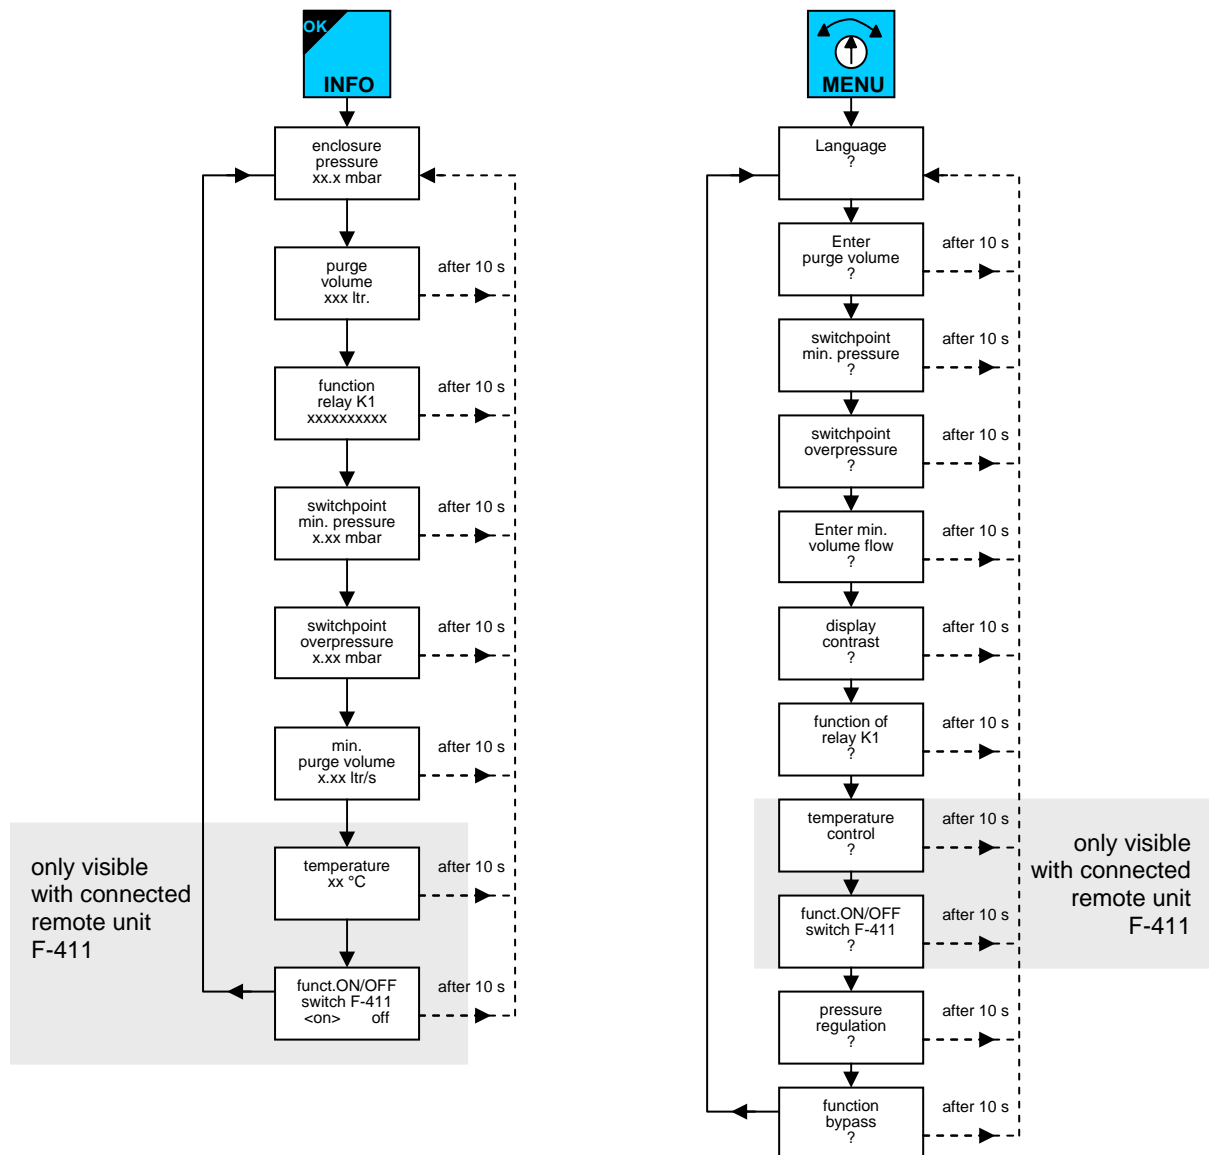 OK
INFO
enclosure
pressure
xx.x mbar
purge
volume
xxx ltr.
after 10 s
function
relay K1
xxxxxxxxxx
after 10 s
switchpoint
min. pressure
x.xx mbar
after 10 s
switchpoint
overpressure
x.xx mbar
after 10 s
min.
purge volume
x.xx ltr/s
after 10 s
temperature
xx °C
after 10 s
funct.ON/OFF
switch F-411
<on> off
after 10 s
only visible
with connected
remote unit
F-411
MENU
Language
?
Enter
purge volume
?
after 10 s
switchpoint
min. pressure
?
after 10 s
switchpoint
overpressure
?
after 10 s
Enter min.
volume flow
?
after 10 s
display
contrast
?
after 10 s
function of
relay K1
?
after 10 s
temperature
control
?
after 10 s
funct.ON/OFF
switch F-411
?
after 10 s
only visible
with connected
remote unit
F-411
pressure
regulation
?
after 10 s
function
bypass
?
after 10 s